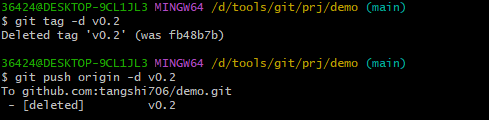 36424@DESKTOP-9CL1JL3 MINGW64 /d/tools/git/prj/demo (main)
$ git tag -d v0.2
Deleted tag 'v0.2' (was fb48b7b)
36424@DESKTOP-9CL1JL3 MINGW64 /d/tools/git/prj/demo (main)
$ git push origin -d v0.2
To github.com:tangshi706/demo.git
 - [deleted]         v0.2